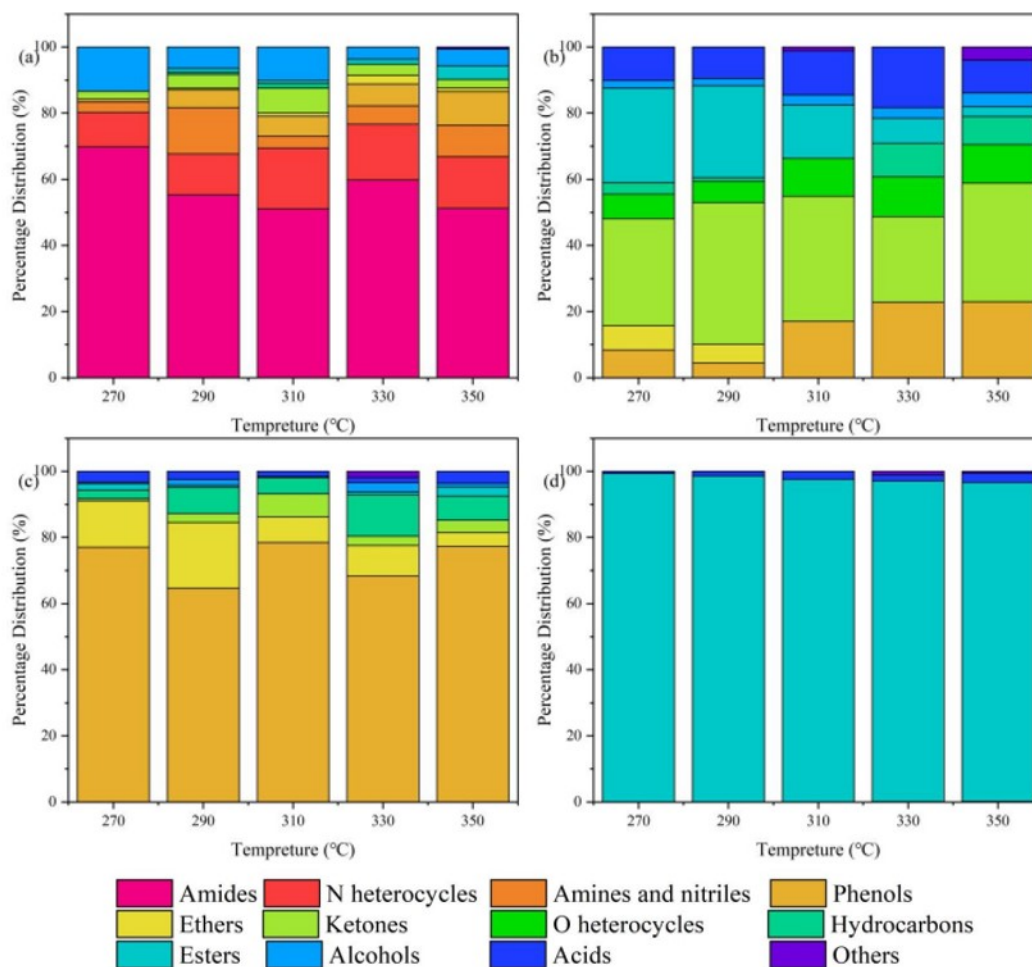 (a)
100
80
60
40
20
0
270 290 310 330 350
Percentage Distribution (%)
Tempreture (℃)
(b)
100
80
60
40
20
0
270 290 310 330 350
Percentage Distribution (%)
Tempreture (℃)
(c)
100
80
60
40
20
0
270 290 310 330 350
Percentage Distribution (%)
Tempreture (℃)
(d)
100
80
60
40
20
0
270 290 310 330 350
Percentage Distribution (%)
Tempreture (℃)
Amides N heterocycles Amines and nitriles Phenols
Ethers Ketones O heterocycles Hydrocarbons
Esters Alcohols Acids Others